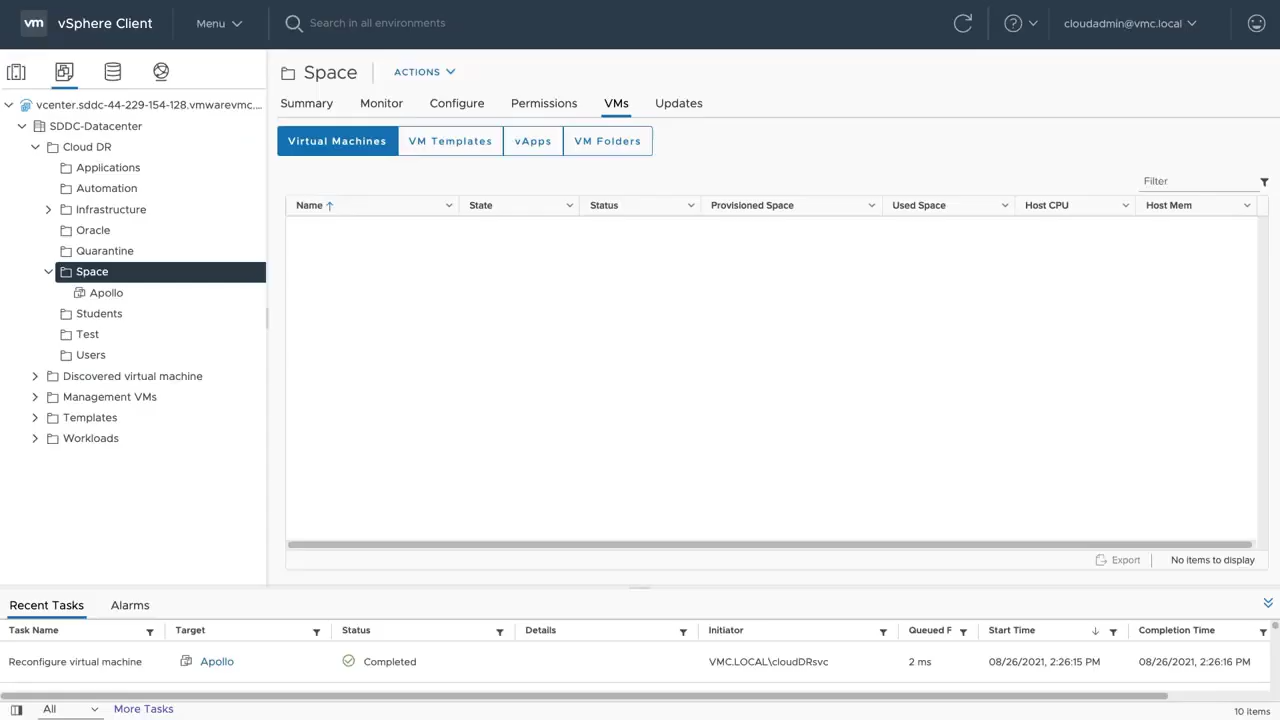 vm vSphere Client Menu Search in all environments cloudadmin@vmc.local
Space ACTIONS
Summary Monitor Configure Permissions VMs Updates
Virtual Machines VM Templates vApps VM Folders
vcenter.sddc-44-229-154-128.vmwarevmc....
SDDC-Datacenter
Cloud DR
Applications
Automation
Infrastructure
Oracle
Quarantine
Space
Apollo
Students
Test
Users
Discovered virtual machine
Management VMs
Templates
Workloads
Filter
Name State Status Provisioned Space Used Space Host CPU Host Mem
Export No items to display
Recent Tasks Alarms
Task Name Target Status Details Initiator Queued F Start Time Completion Time
Reconfigure virtual machine Apollo Completed VMC.LOCAL\cloudDRsvc 2 ms 08/26/2021, 2:26:15 PM 08/26/2021, 2:26:16 PM
All More Tasks 10 items